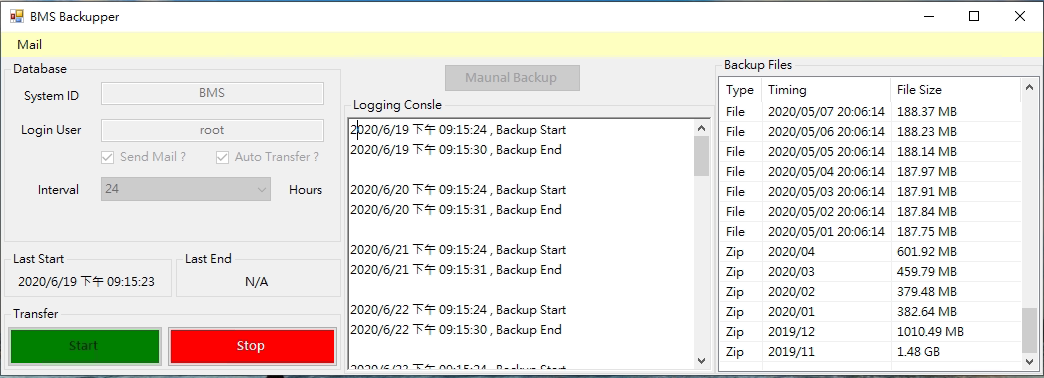 BMS Backupper
Mail
Database
System ID BMS
Login User root
Send Mail ? Auto Transfer ?
Interval 24 Hours
Last Start
2020/6/19 下午 09:15:23
Last End
N/A
Transfer
Start Stop
Maunal Backup
Logging Consle
2020/6/19 下午 09:15:24 , Backup Start
2020/6/19 下午 09:15:30 , Backup End
2020/6/20 下午 09:15:24 , Backup Start
2020/6/20 下午 09:15:31 , Backup End
2020/6/21 下午 09:15:24 , Backup Start
2020/6/21 下午 09:15:31 , Backup End
2020/6/22 下午 09:15:24 , Backup Start
2020/6/22 下午 09:15:30 , Backup End
2020/6/23 下午 09:15:24 , Backup Start
Backup Files
Type Timing File Size
File 2020/05/07 20:06:14 188.37 MB
File 2020/05/06 20:06:14 188.23 MB
File 2020/05/05 20:06:14 188.14 MB
File 2020/05/04 20:06:14 187.97 MB
File 2020/05/03 20:06:14 187.91 MB
File 2020/05/02 20:06:14 187.84 MB
File 2020/05/01 20:06:14 187.75 MB
Zip 2020/04 601.92 MB
Zip 2020/03 459.79 MB
Zip 2020/02 379.48 MB
Zip 2020/01 382.64 MB
Zip 2019/12 1010.49 MB
Zip 2019/11 1.48 GB